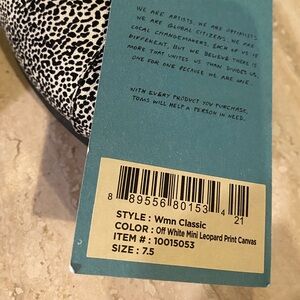 WE ARE ARTISTS. WE ARE OPTIMISTS.
WE ARE GLOBAL CITIZENS. WE ARE
LOCAL CHANGEMAKERS. EACH OF US IS
DIFFERENT. BUT WE BELIEVE THERE IS
MORE THAT UNITES US THAN DIVIDES US.
ONE FOR ONE BECAUSE WE ARE ONE.
WITH EVERY PRODUCT YOU PURCHASE,
TOMS WILL HELP A PERSON IN NEED.
8 89556 80153 4 21
STYLE : Wmn Classic
COLOR : Off White Mini Leopard Print Canvas
ITEM # : 10015053
SIZE : 7.5